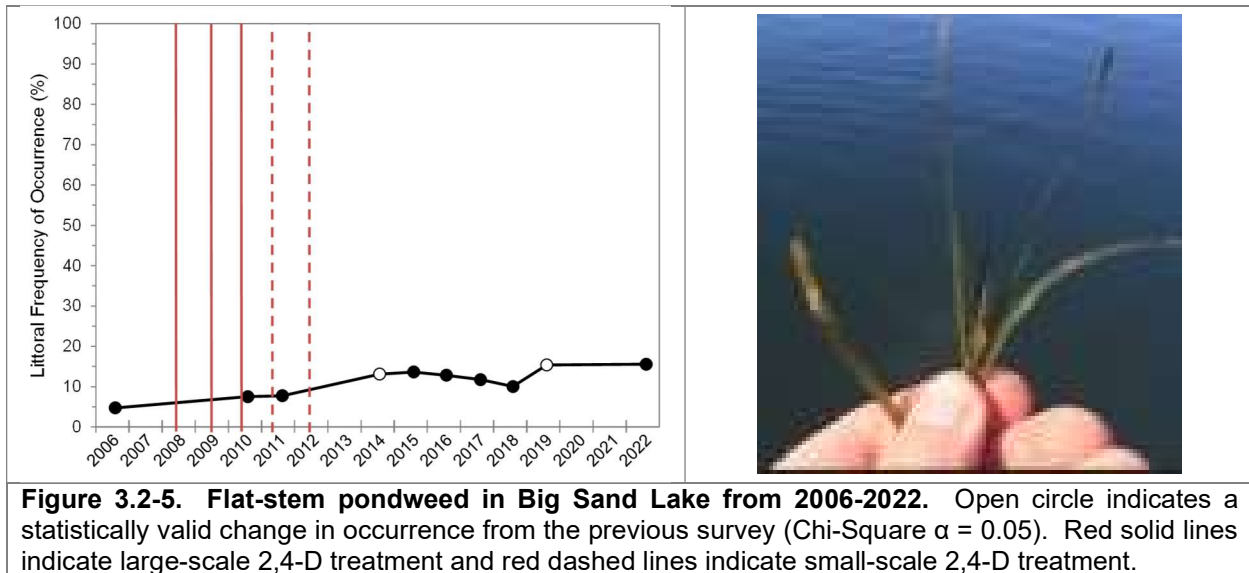 100
90
80
70
60
50
40
30
20
10
0
Littoral Frequency of Occurrence (%)
2006 2007 2008 2009 2010 2011 2012 2013 2014 2015 2016 2017 2018 2019 2020 2021 2022
Figure 3.2-5. Flat-stem pondweed in Big Sand Lake from 2006-2022. Open circle indicates a
statistically valid change in occurrence from the previous survey (Chi-Square α = 0.05). Red solid lines
indicate large-scale 2,4-D treatment and red dashed lines indicate small-scale 2,4-D treatment.